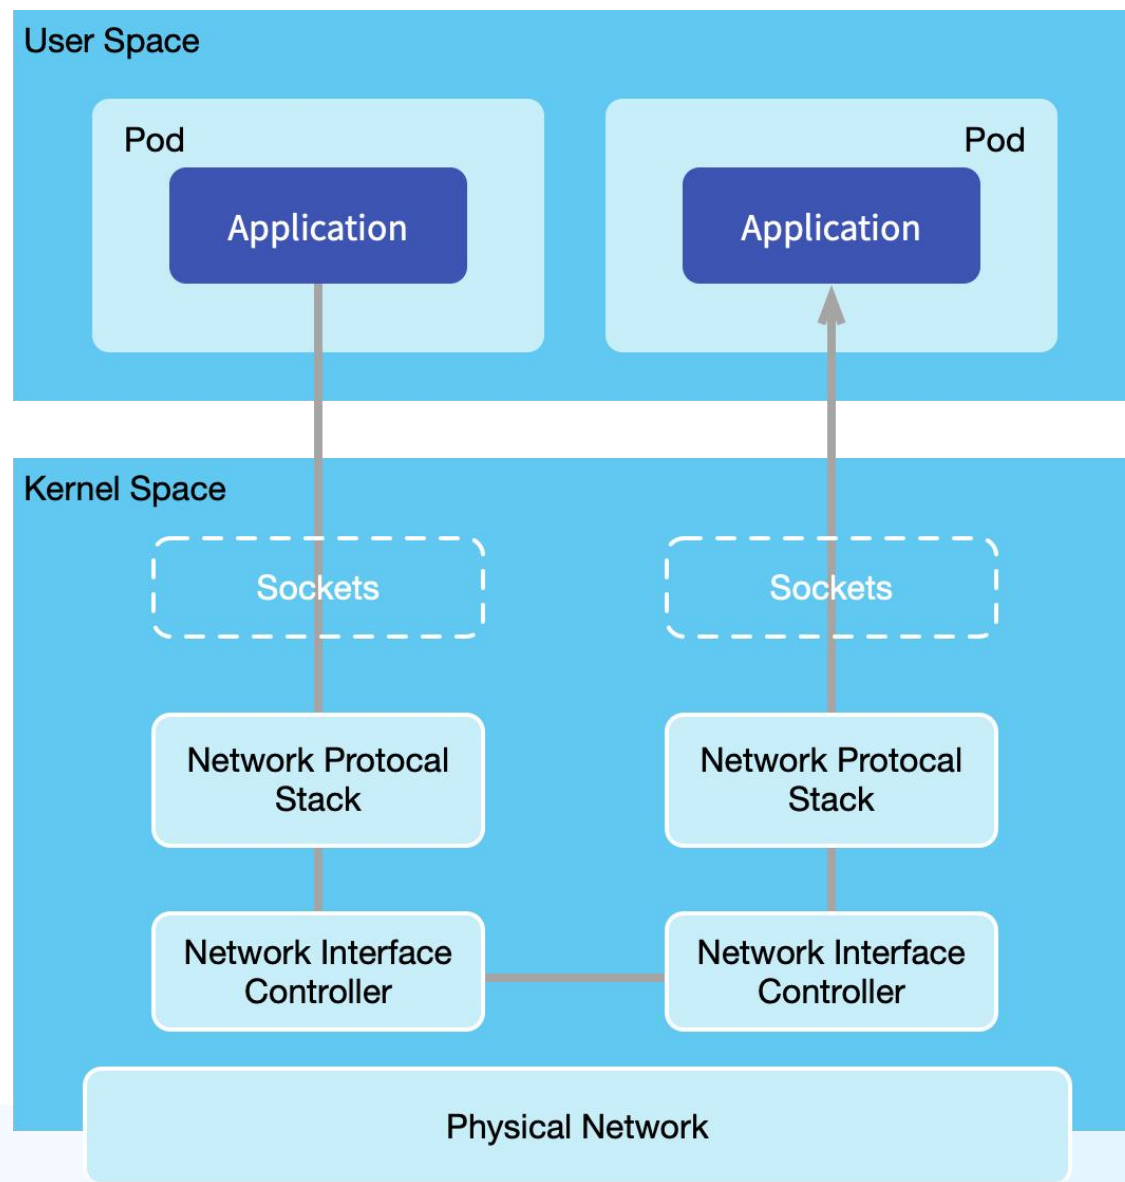 User Space
Pod
Application
Pod
Application
Kernel Space
Sockets
Sockets
Network Protocal
Stack
Network Protocal
Stack
Network Interface
Controller
Network Interface
Controller
Physical Network